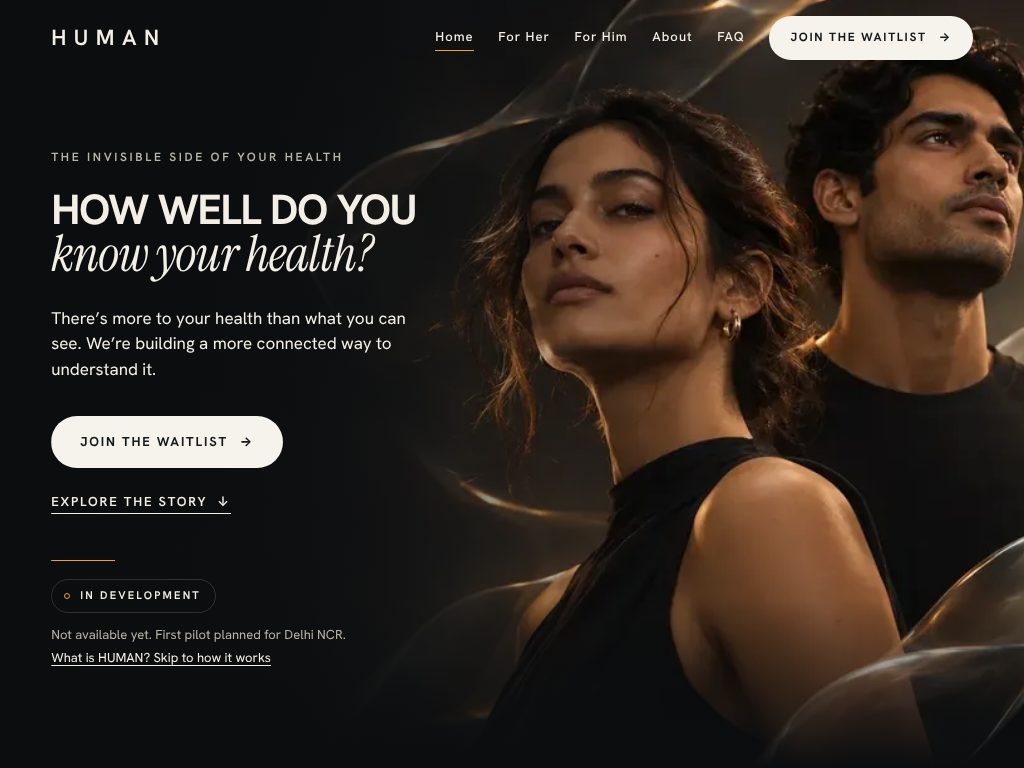 HUMAN
Home For Her For Him About FAQ JOIN THE WAITLIST →
THE INVISIBLE SIDE OF YOUR HEALTH
HOW WELL DO YOU
know your health?
There’s more to your health than what you can
see. We’re building a more connected way to
understand it.
JOIN THE WAITLIST →
EXPLORE THE STORY ↓
IN DEVELOPMENT
Not available yet. First pilot planned for Delhi NCR.
What is HUMAN? Skip to how it works